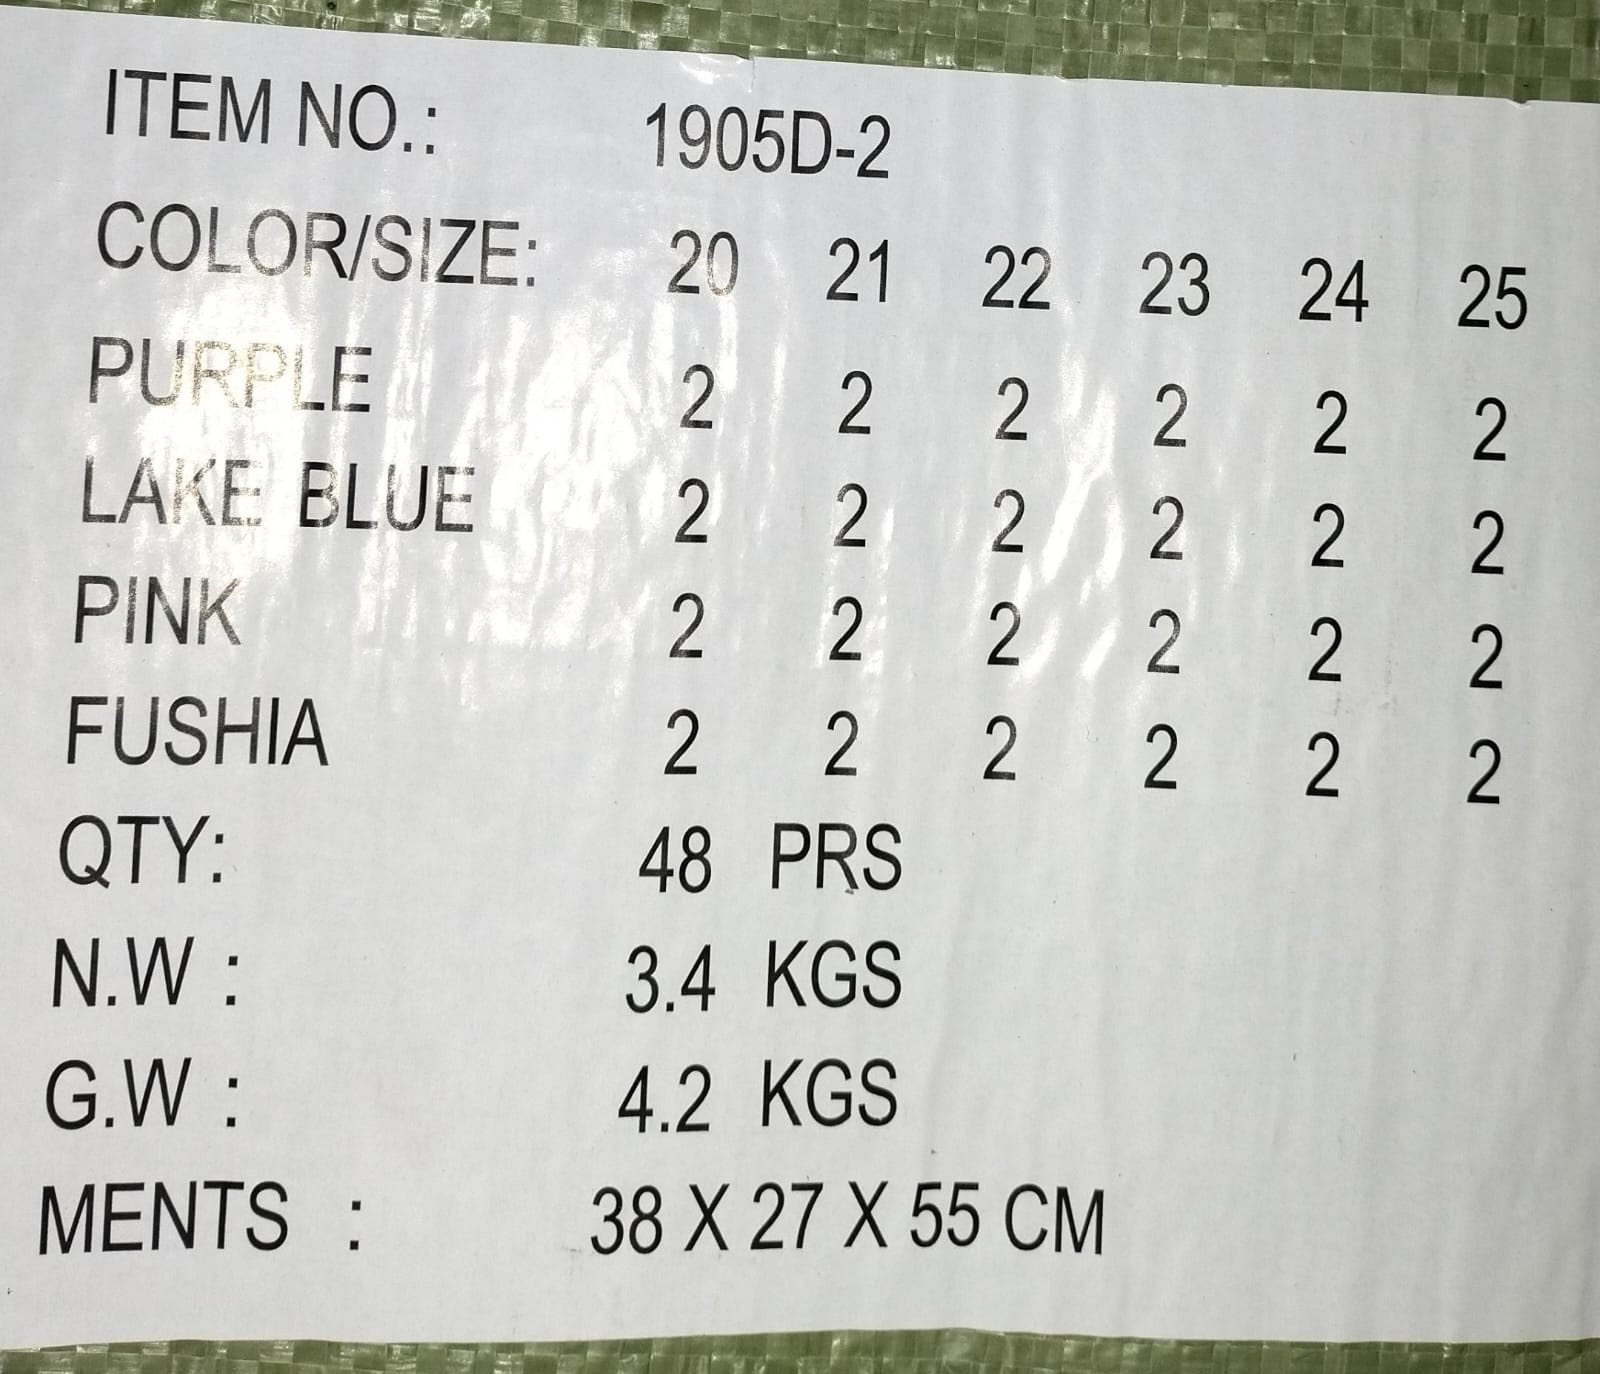 ITEM NO.: 1905D-2
COLOR/SIZE: 20 21 22 23 24 25
PURPLE 2 2 2 2 2 2
LAKE BLUE 2 2 2 2 2 2
PINK 2 2 2 2 2 2
FUSHIA 2 2 2 2 2 2
QTY: 48 PRS
N.W : 3.4 KGS
G.W : 4.2 KGS
MENTS : 38 X 27 X 55 CM